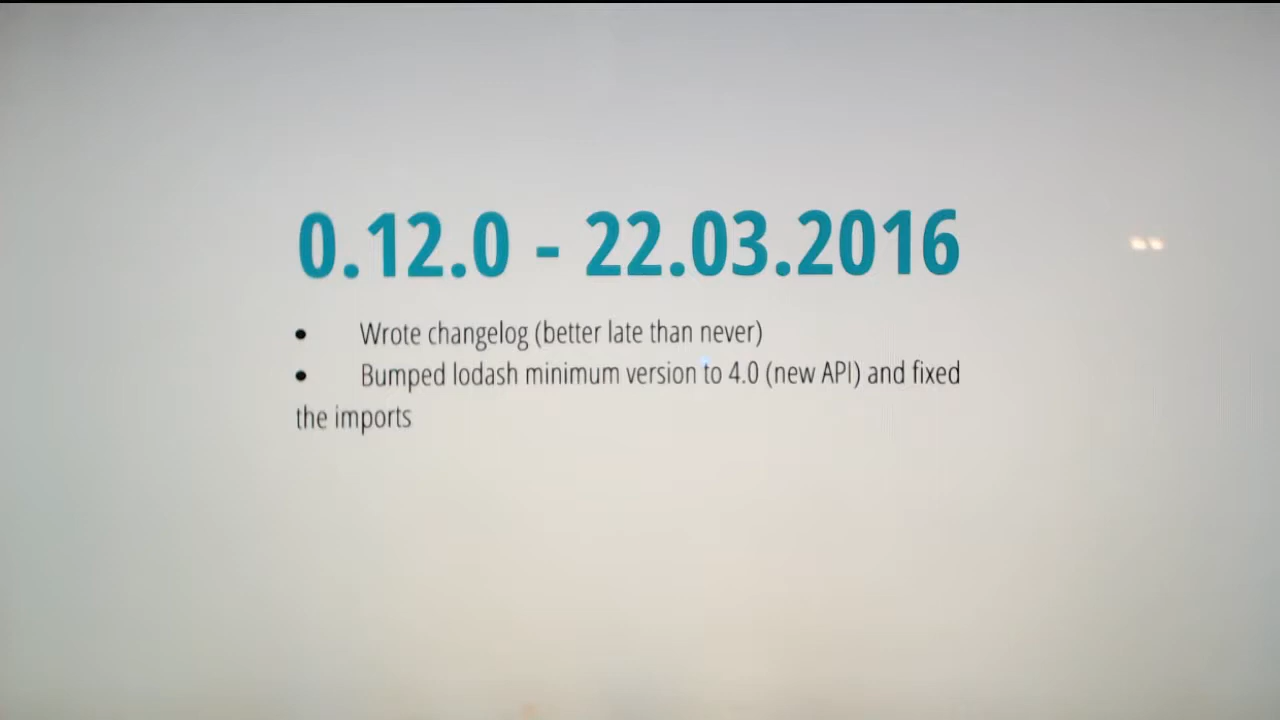 0.12.0 - 22.03.2016
• Wrote changelog (better late than never)
• Bumped lodash minimum version to 4.0 (new API) and fixed
the imports